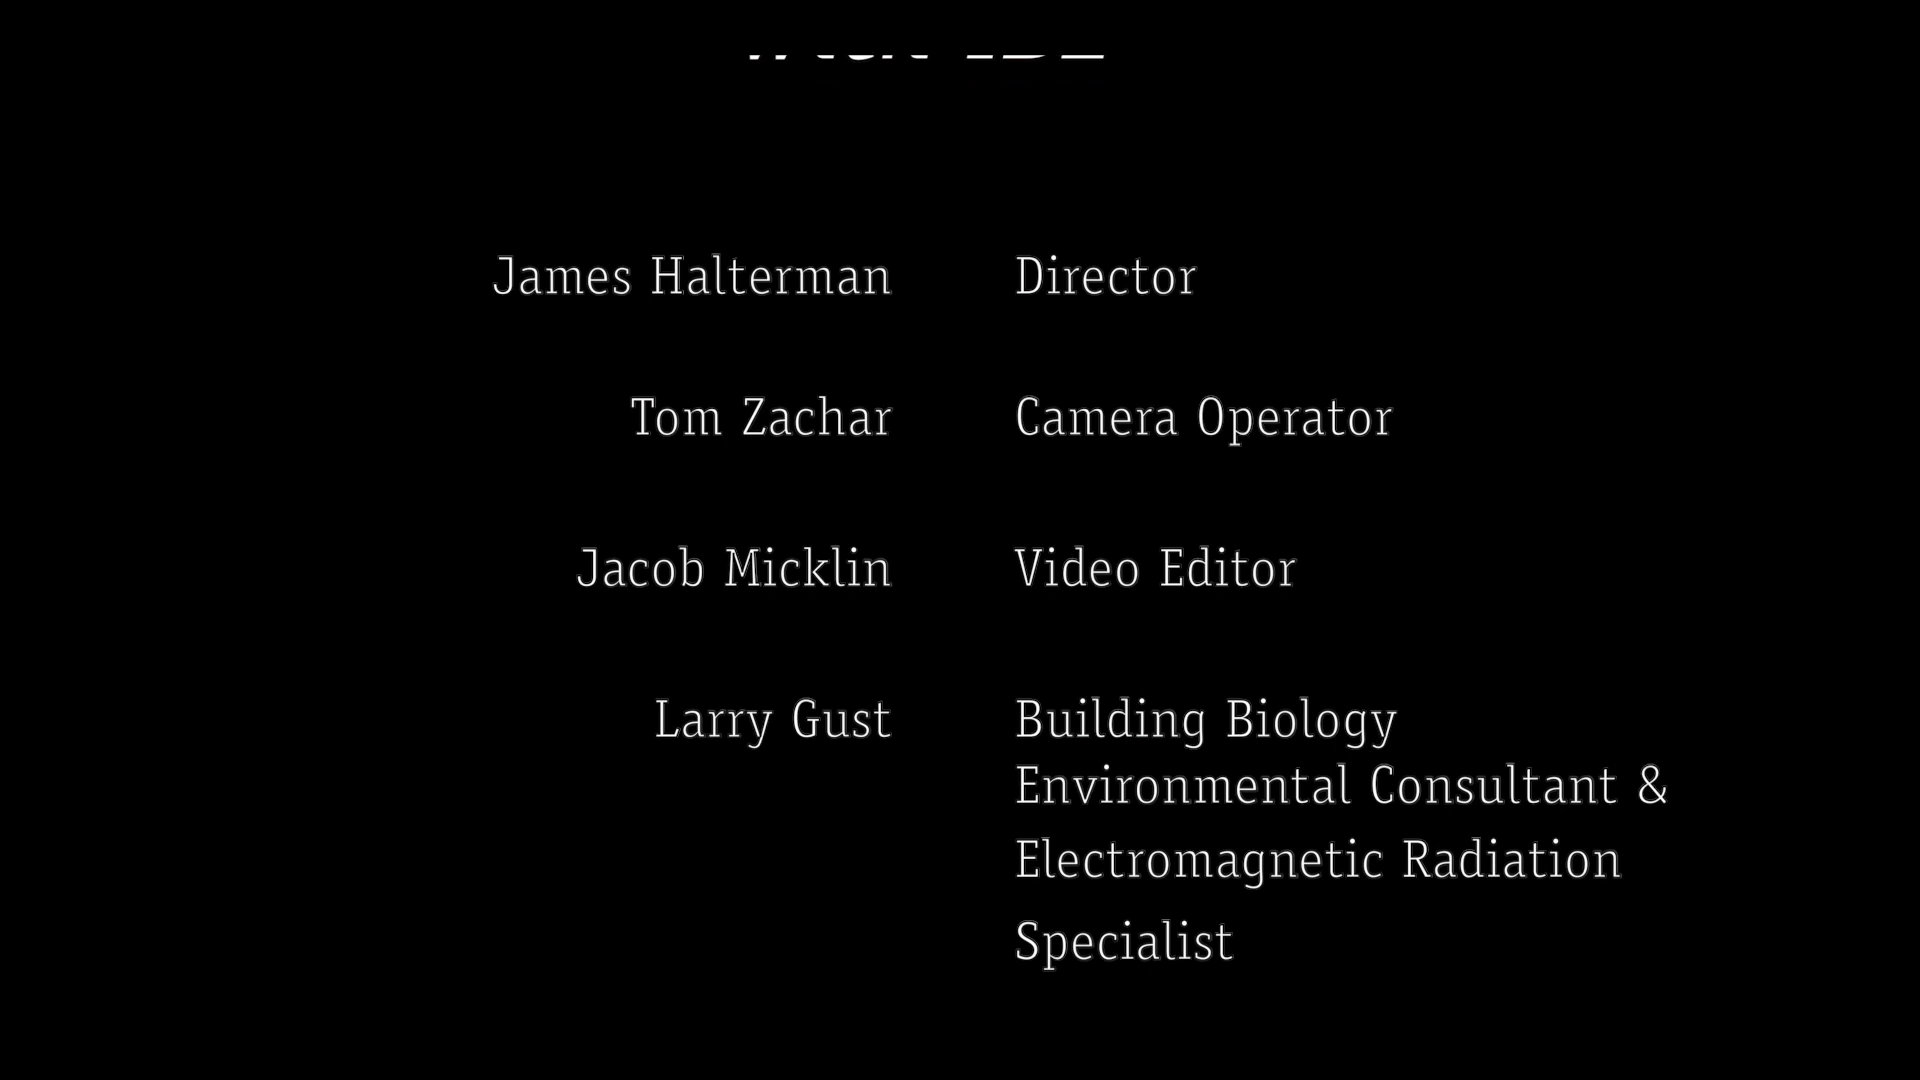 James Halterman Director
Tom Zachar Camera Operator
Jacob Micklin Video Editor
Larry Gust Building Biology
Environmental Consultant &
Electromagnetic Radiation
Specialist